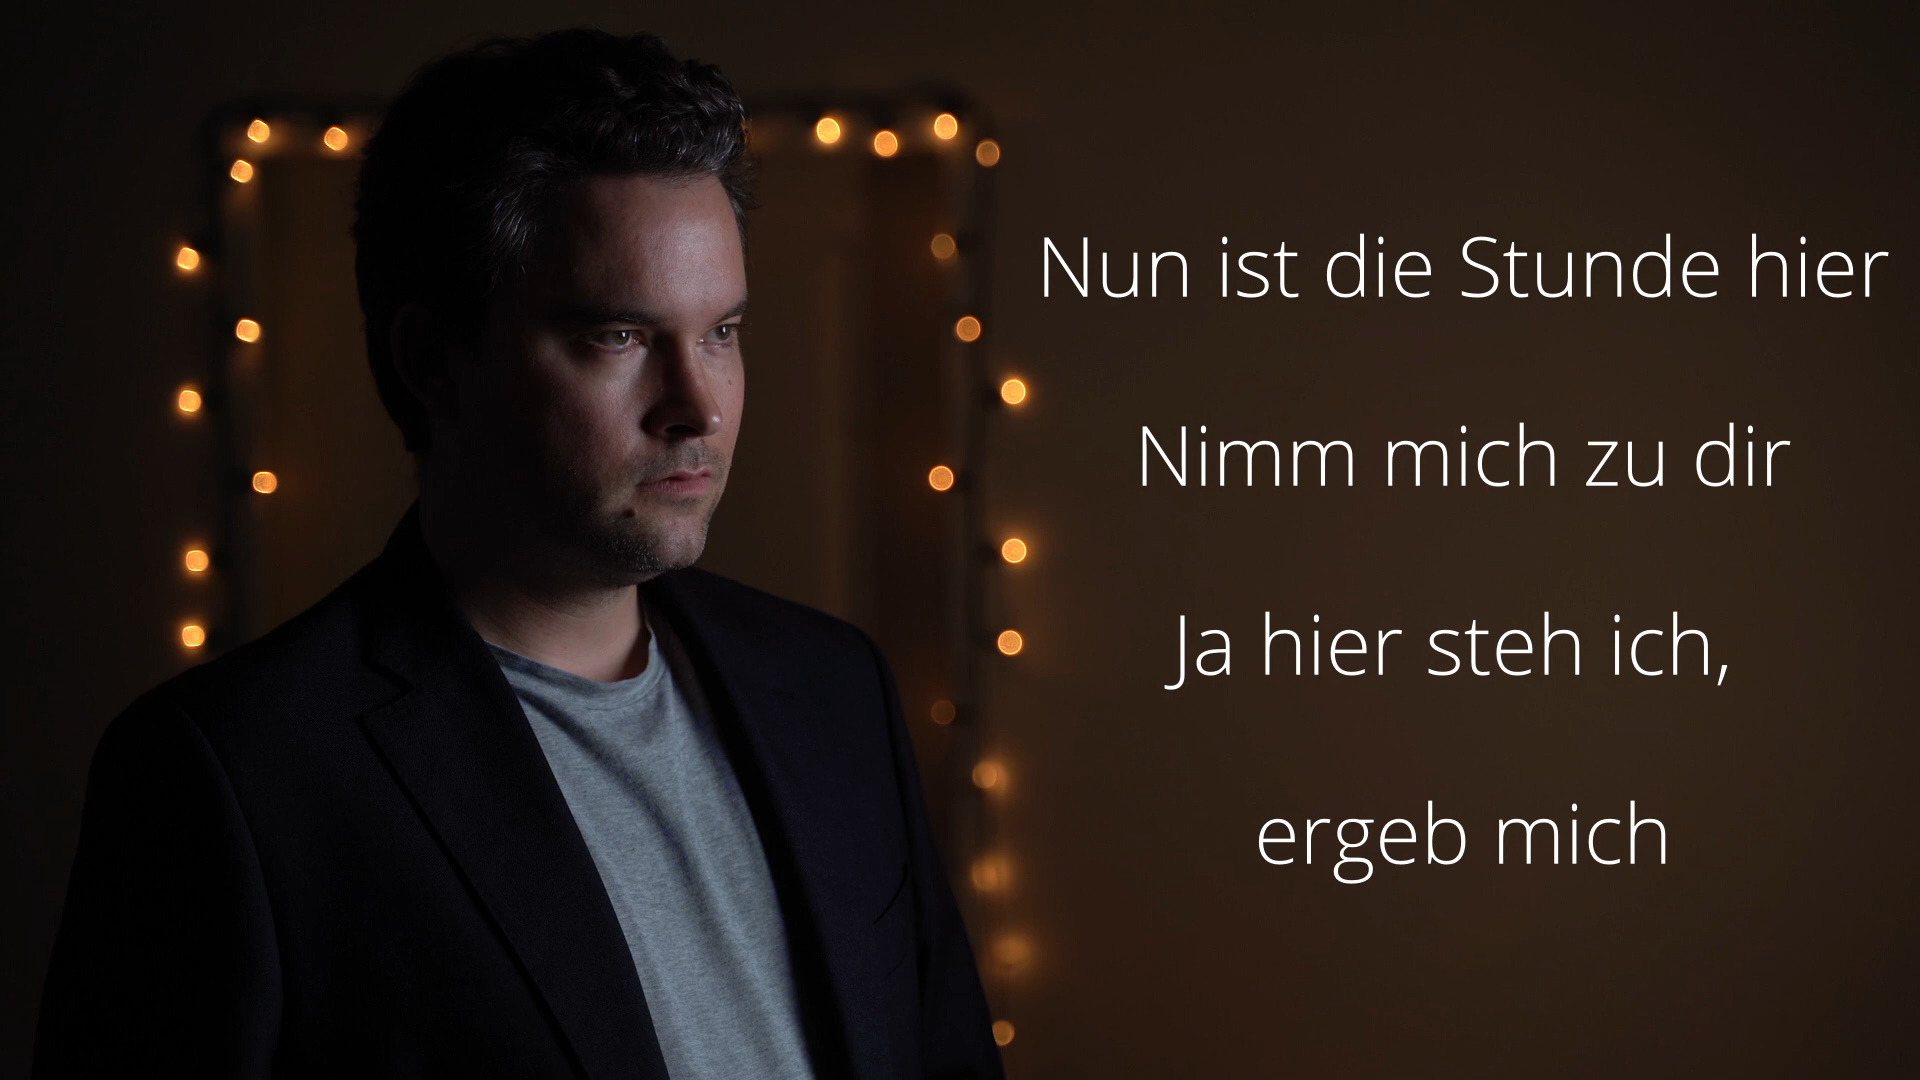 Nun ist die Stunde hier
Nimm mich zu dir
Ja hier steh ich,
ergeb mich